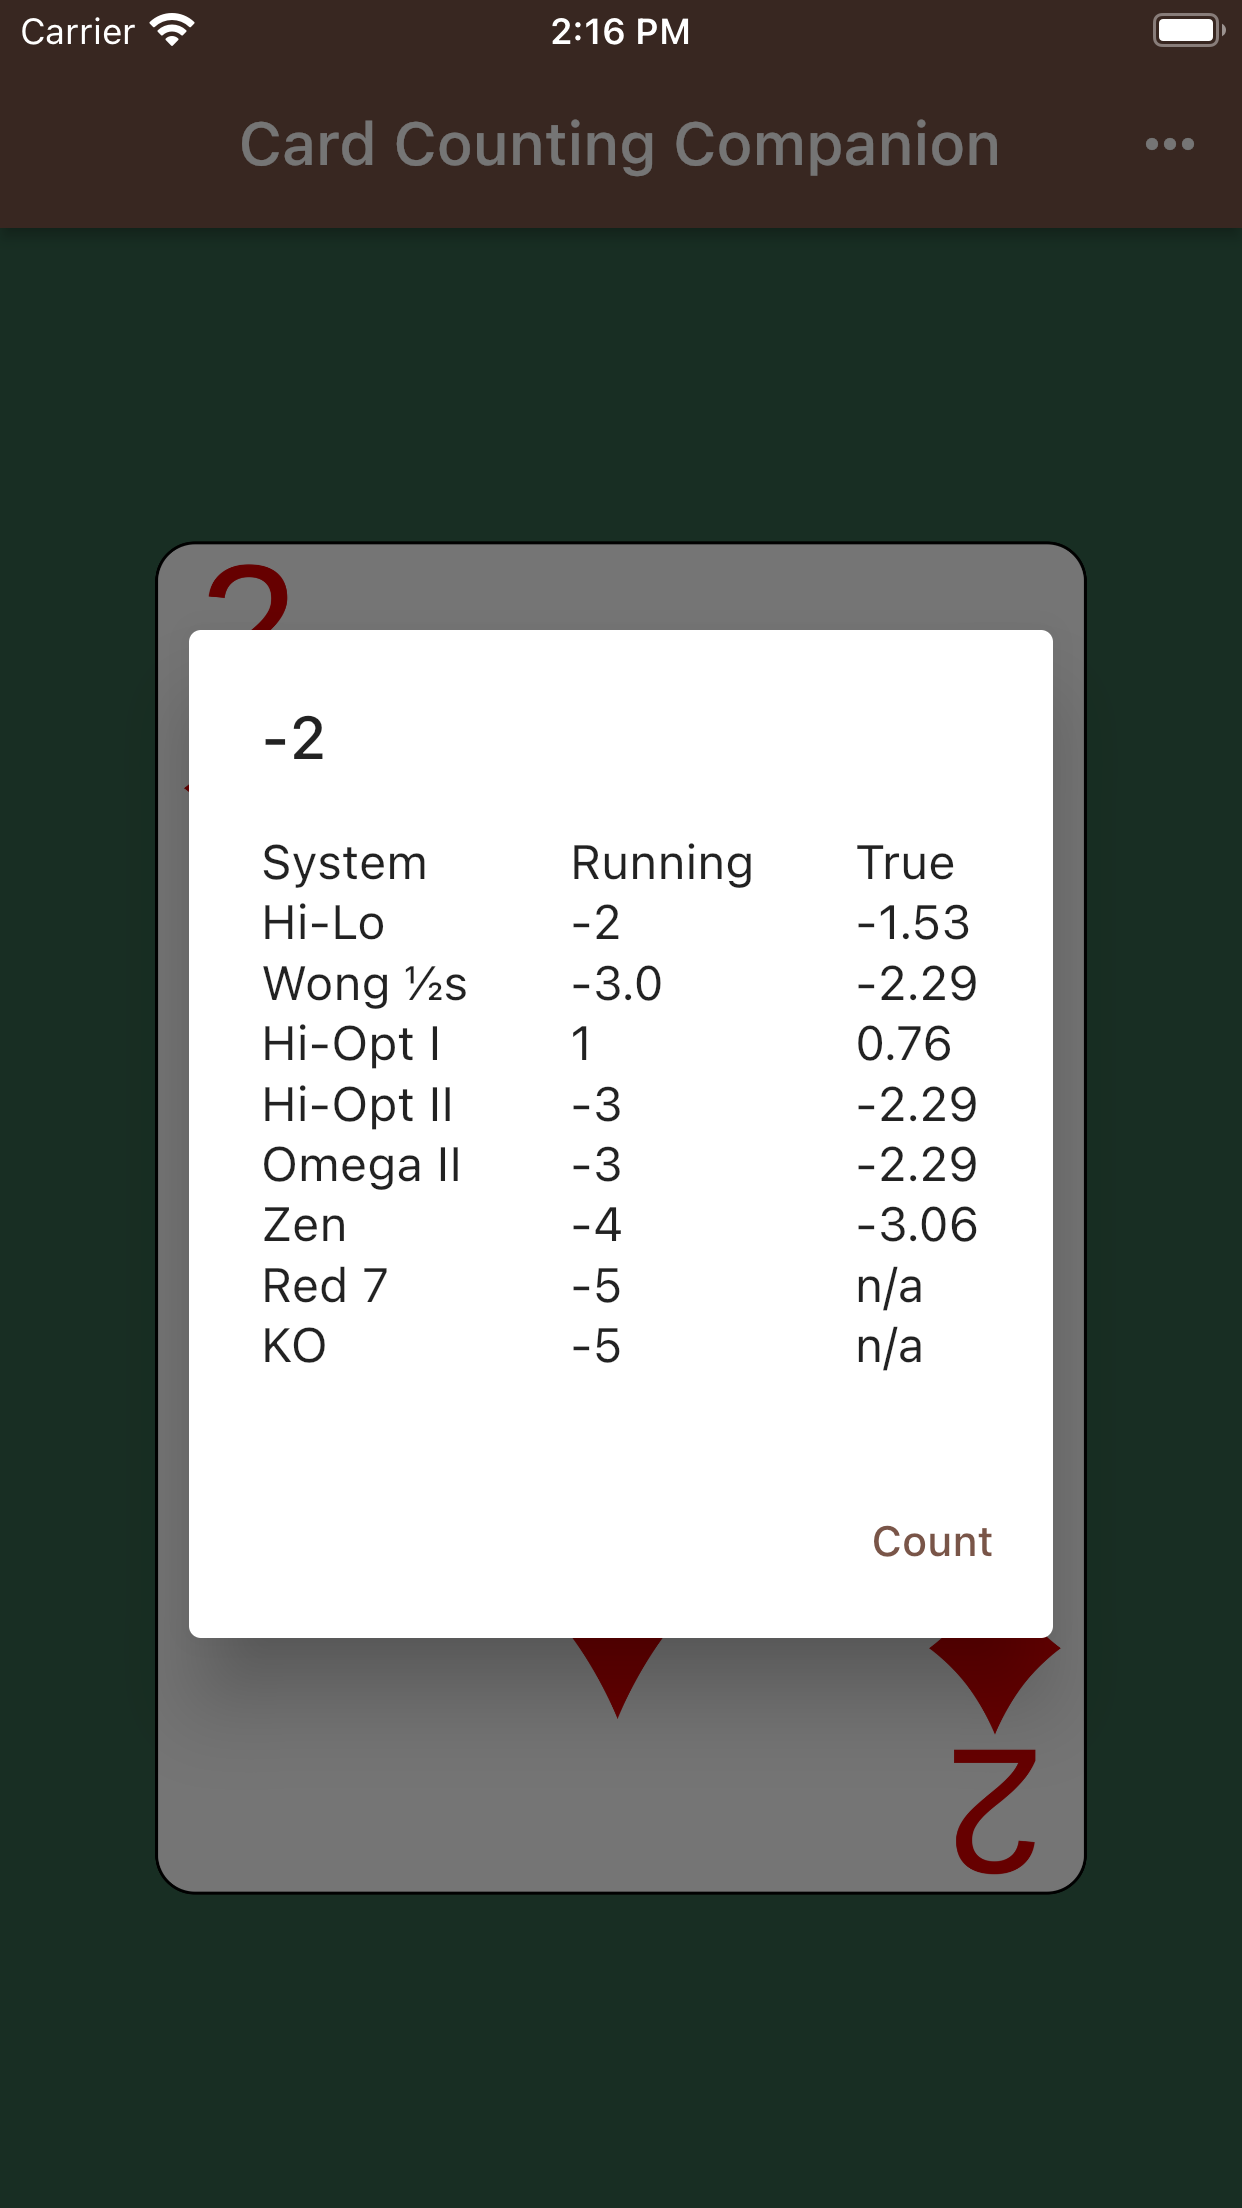 Carrier 2:16 PM
Card Counting Companion
2
-2
System Running True
Hi-Lo -2 -1.53
Wong ½s -3.0 -2.29
Hi-Opt I 1 0.76
Hi-Opt II -3 -2.29
Omega II -3 -2.29
Zen -4 -3.06
Red 7 -5 n/a
KO -5 n/a
Count
2